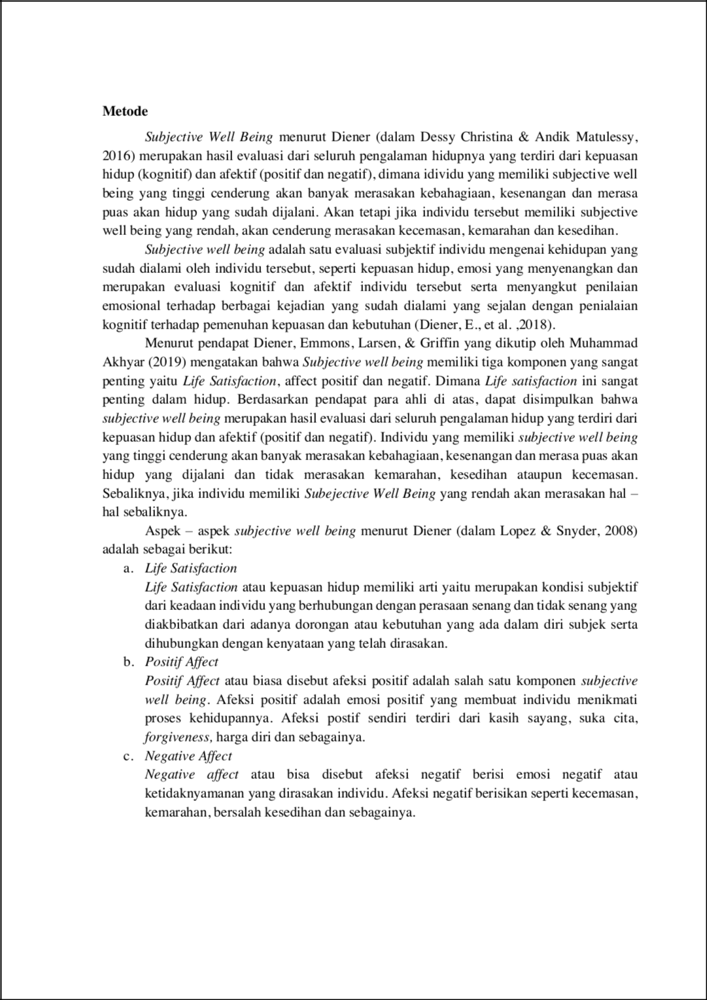 Metode
Subjective Well Being menurut Diener (dalam Dessy Christina & Andik Matulessy,
2016) merupakan hasil evaluasi dari seluruh pengalaman hidupnya yang terdiri dari kepuasan
hidup (kognitif) dan afektif (positif dan negatif), dimana idividu yang memiliki subjective well
being yang tinggi cenderung akan banyak merasakan kebahagiaan, kesenangan dan merasa
puas akan hidup yang sudah dijalani. Akan tetapi jika individu tersebut memiliki subjective
well being yang rendah, akan cenderung merasakan kecemasan, kemarahan dan kesedihan.
Subjective well being adalah satu evaluasi subjektif individu mengenai kehidupan yang
sudah dialami oleh individu tersebut, seperti kepuasan hidup, emosi yang menyenangkan dan
merupakan evaluasi kognitif dan afektif individu tersebut serta menyangkut penilaian
emosional terhadap berbagai kejadian yang sudah dialami yang sejalan dengan penialaian
kognitif terhadap pemenuhan kepuasan dan kebutuhan (Diener, E., et al. ,2018).
Menurut pendapat Diener, Emmons, Larsen, & Griffin yang dikutip oleh Muhammad
Akhyar (2019) mengatakan bahwa Subjective well being memiliki tiga komponen yang sangat
penting yaitu Life Satisfaction, affect positif dan negatif. Dimana Life satisfaction ini sangat
penting dalam hidup. Berdasarkan pendapat para ahli di atas, dapat disimpulkan bahwa
subjective well being merupakan hasil evaluasi dari seluruh pengalaman hidup yang terdiri dari
kepuasan hidup dan afektif (positif dan negatif). Individu yang memiliki subjective well being
yang tinggi cenderung akan banyak merasakan kebahagiaan, kesenangan dan merasa puas akan
hidup yang dijalani dan tidak merasakan kemarahan, kesedihan ataupun kecemasan.
Sebaliknya, jika individu memiliki Subejective Well Being yang rendah akan merasakan hal –
hal sebaliknya.
Aspek – aspek subjective well being menurut Diener (dalam Lopez & Snyder, 2008)
adalah sebagai berikut:
a. Life Satisfaction
Life Satisfaction atau kepuasan hidup memiliki arti yaitu merupakan kondisi subjektif
dari keadaan individu yang berhubungan dengan perasaan senang dan tidak senang yang
diakbibatkan dari adanya dorongan atau kebutuhan yang ada dalam diri subjek serta
dihubungkan dengan kenyataan yang telah dirasakan.
b. Positif Affect
Positif Affect atau biasa disebut afeksi positif adalah salah satu komponen subjective
well being. Afeksi positif adalah emosi positif yang membuat individu menikmati
proses kehidupannya. Afeksi postif sendiri terdiri dari kasih sayang, suka cita,
forgiveness, harga diri dan sebagainya.
c. Negative Affect
Negative affect atau bisa disebut afeksi negatif berisi emosi negatif atau
ketidaknyamanan yang dirasakan individu. Afeksi negatif berisikan seperti kecemasan,
kemarahan, bersalah kesedihan dan sebagainya.